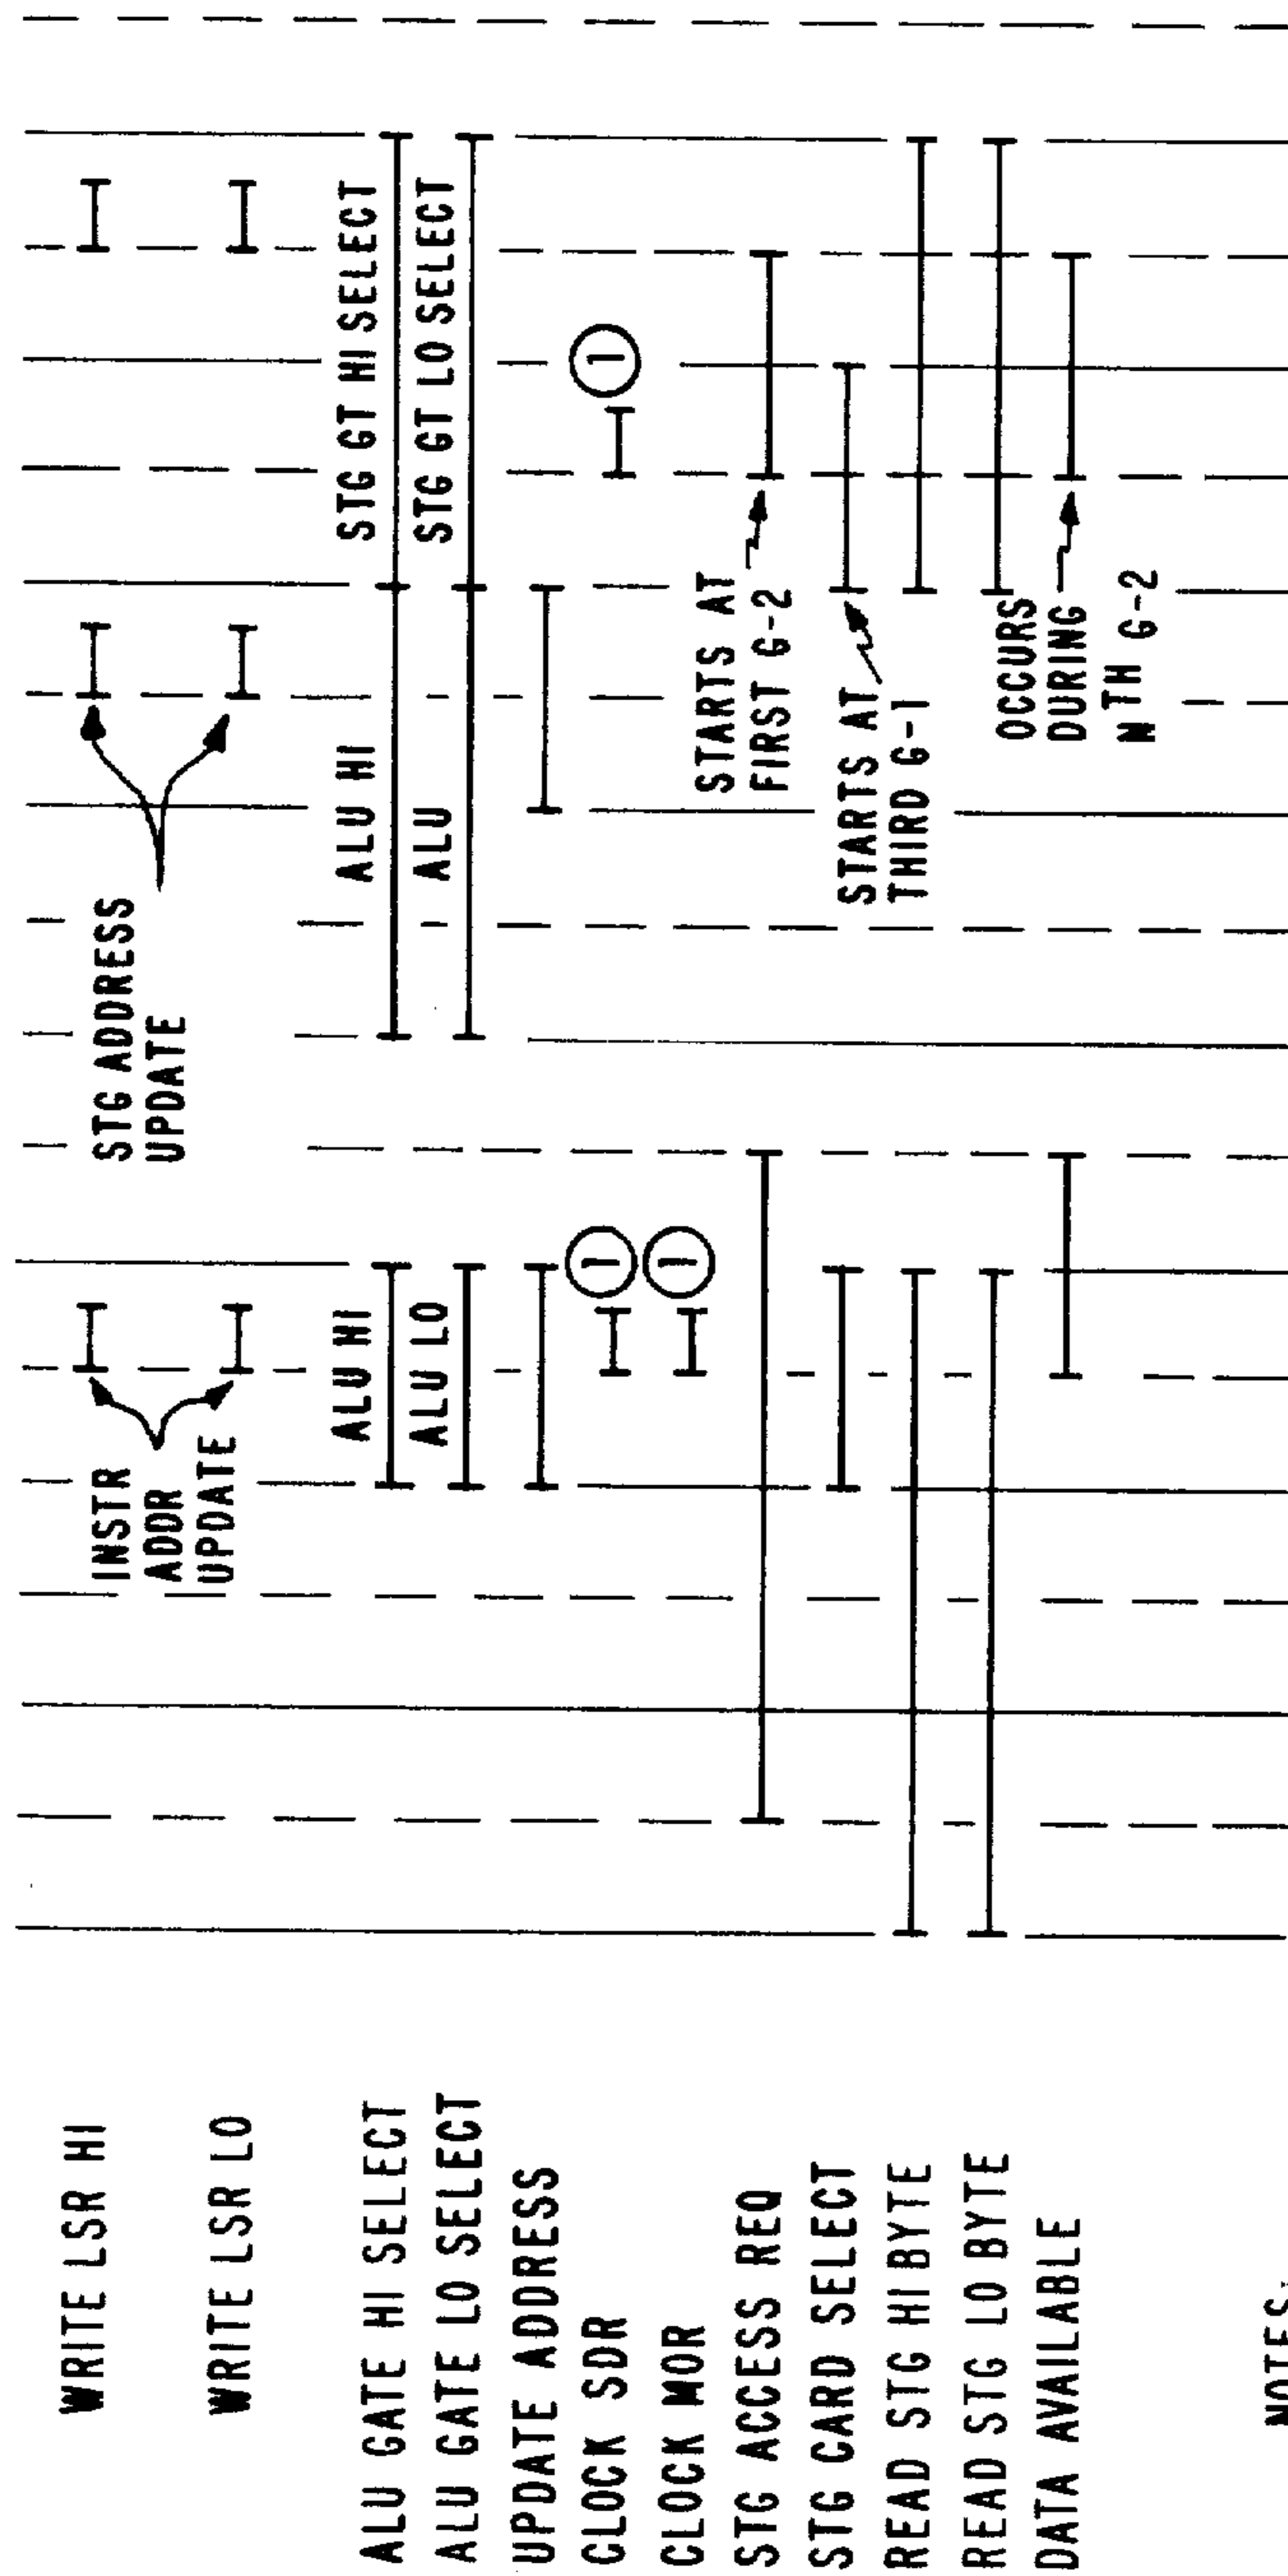 WRITE LSR HI
INSTR
ADDR
UPDATE
STG ADDRESS
UPDATE
WRITE LSR LO
ALU GATE HI SELECT
ALU HI
ALU HI
STG GT HI SELECT
ALU GATE LO SELECT
ALU LO
ALU
STG GT LO SELECT
UPDATE ADDRESS
CLOCK SDR
1
1
CLOCK MOR
1
STG ACCESS REQ
STARTS AT
FIRST G-2
STG CARD SELECT
STARTS AT
THIRD G-1
READ STG HI BYTE
READ STG LO BYTE
DATA AVAILABLE
OCCURS
DURING
NTH G-2
NOTES: